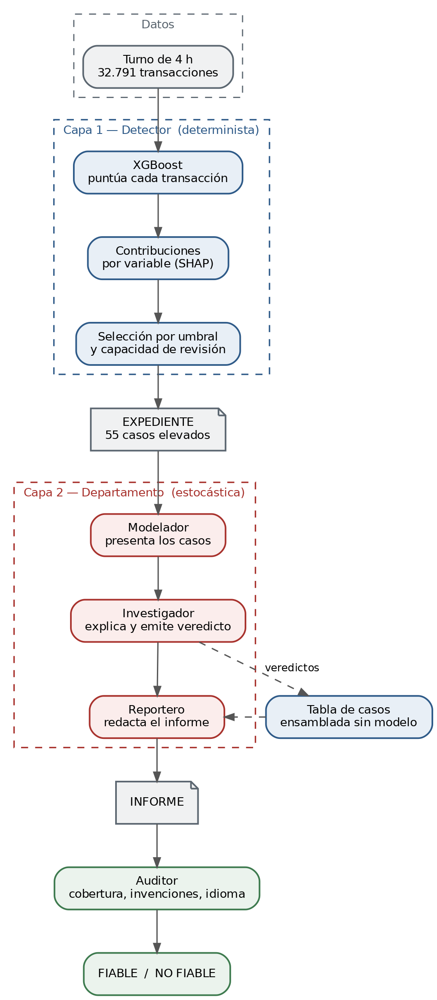 Datos
Turno de 4 h
32.791 transacciones
Capa 1 — Detector (determinista)
XGBoost
puntúa cada transacción
Contribuciones
por variable (SHAP)
Selección por umbral
y capacidad de revisión
EXPEDIENTE
55 casos elevados
Capa 2 — Departamento (estocástica)
Modelador
presenta los casos
Investigador
explica y emite veredicto
veredictos
Reportero
redacta el informe
Tabla de casos
ensamblada sin modelo
INFORME
Auditor
cobertura, invenciones, idioma
FIABLE / NO FIABLE